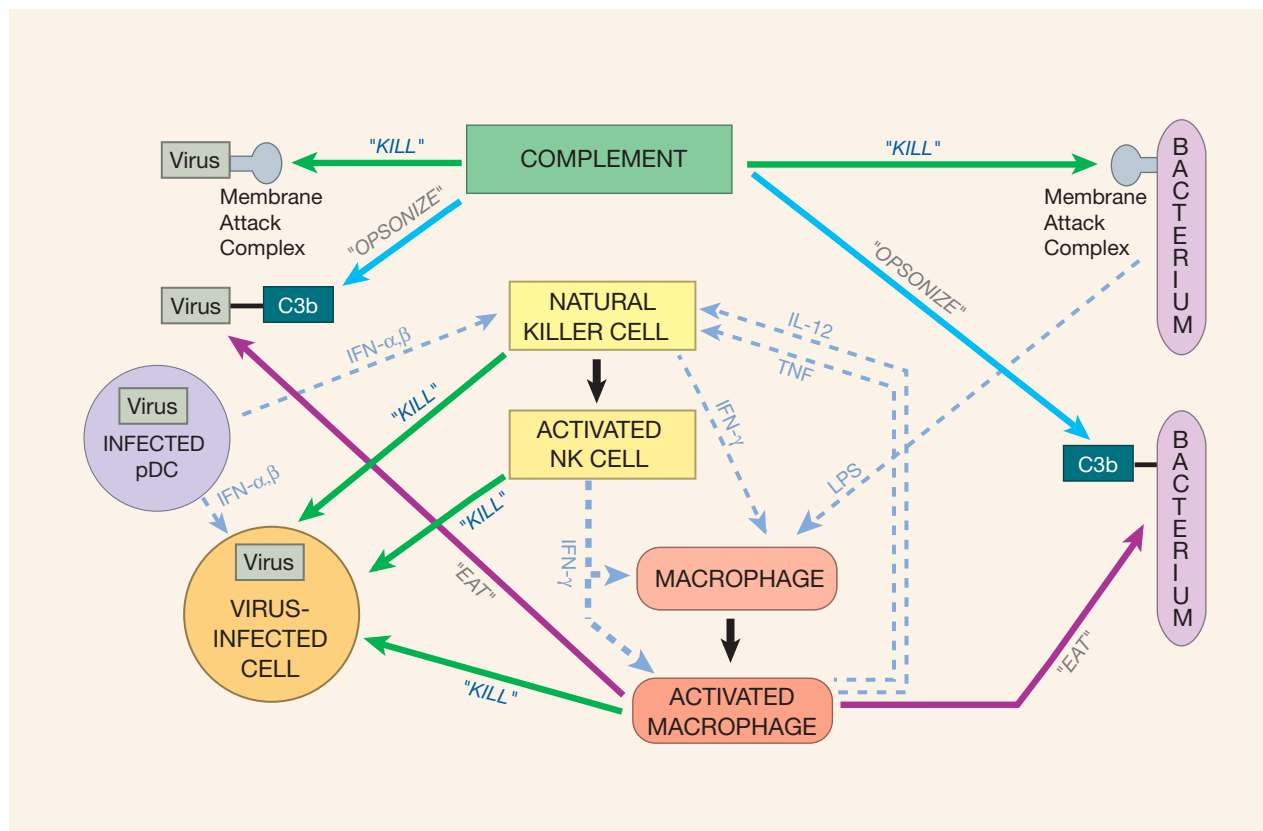 "KILL"
COMPLEMENT
"KILL"
Virus
Membrane
Attack
Complex
Membrane
Attack
Complex
BACTERIUM
"OPSONIZE"
"OPSONIZE"
Virus
C3b
NATURAL
KILLER CELL
IL-12
TNF
IFN-α,β
Virus
INFECTED
pDC
"KILL"
IFN-γ
ACTIVATED
NK CELL
LPS
C3b
BACTERIUM
IFN-α,β
"KILL"
Virus
VIRUS-
INFECTED
CELL
IFN-γ
"EAT"
MACROPHAGE
"EAT"
"KILL"
ACTIVATED
MACROPHAGE